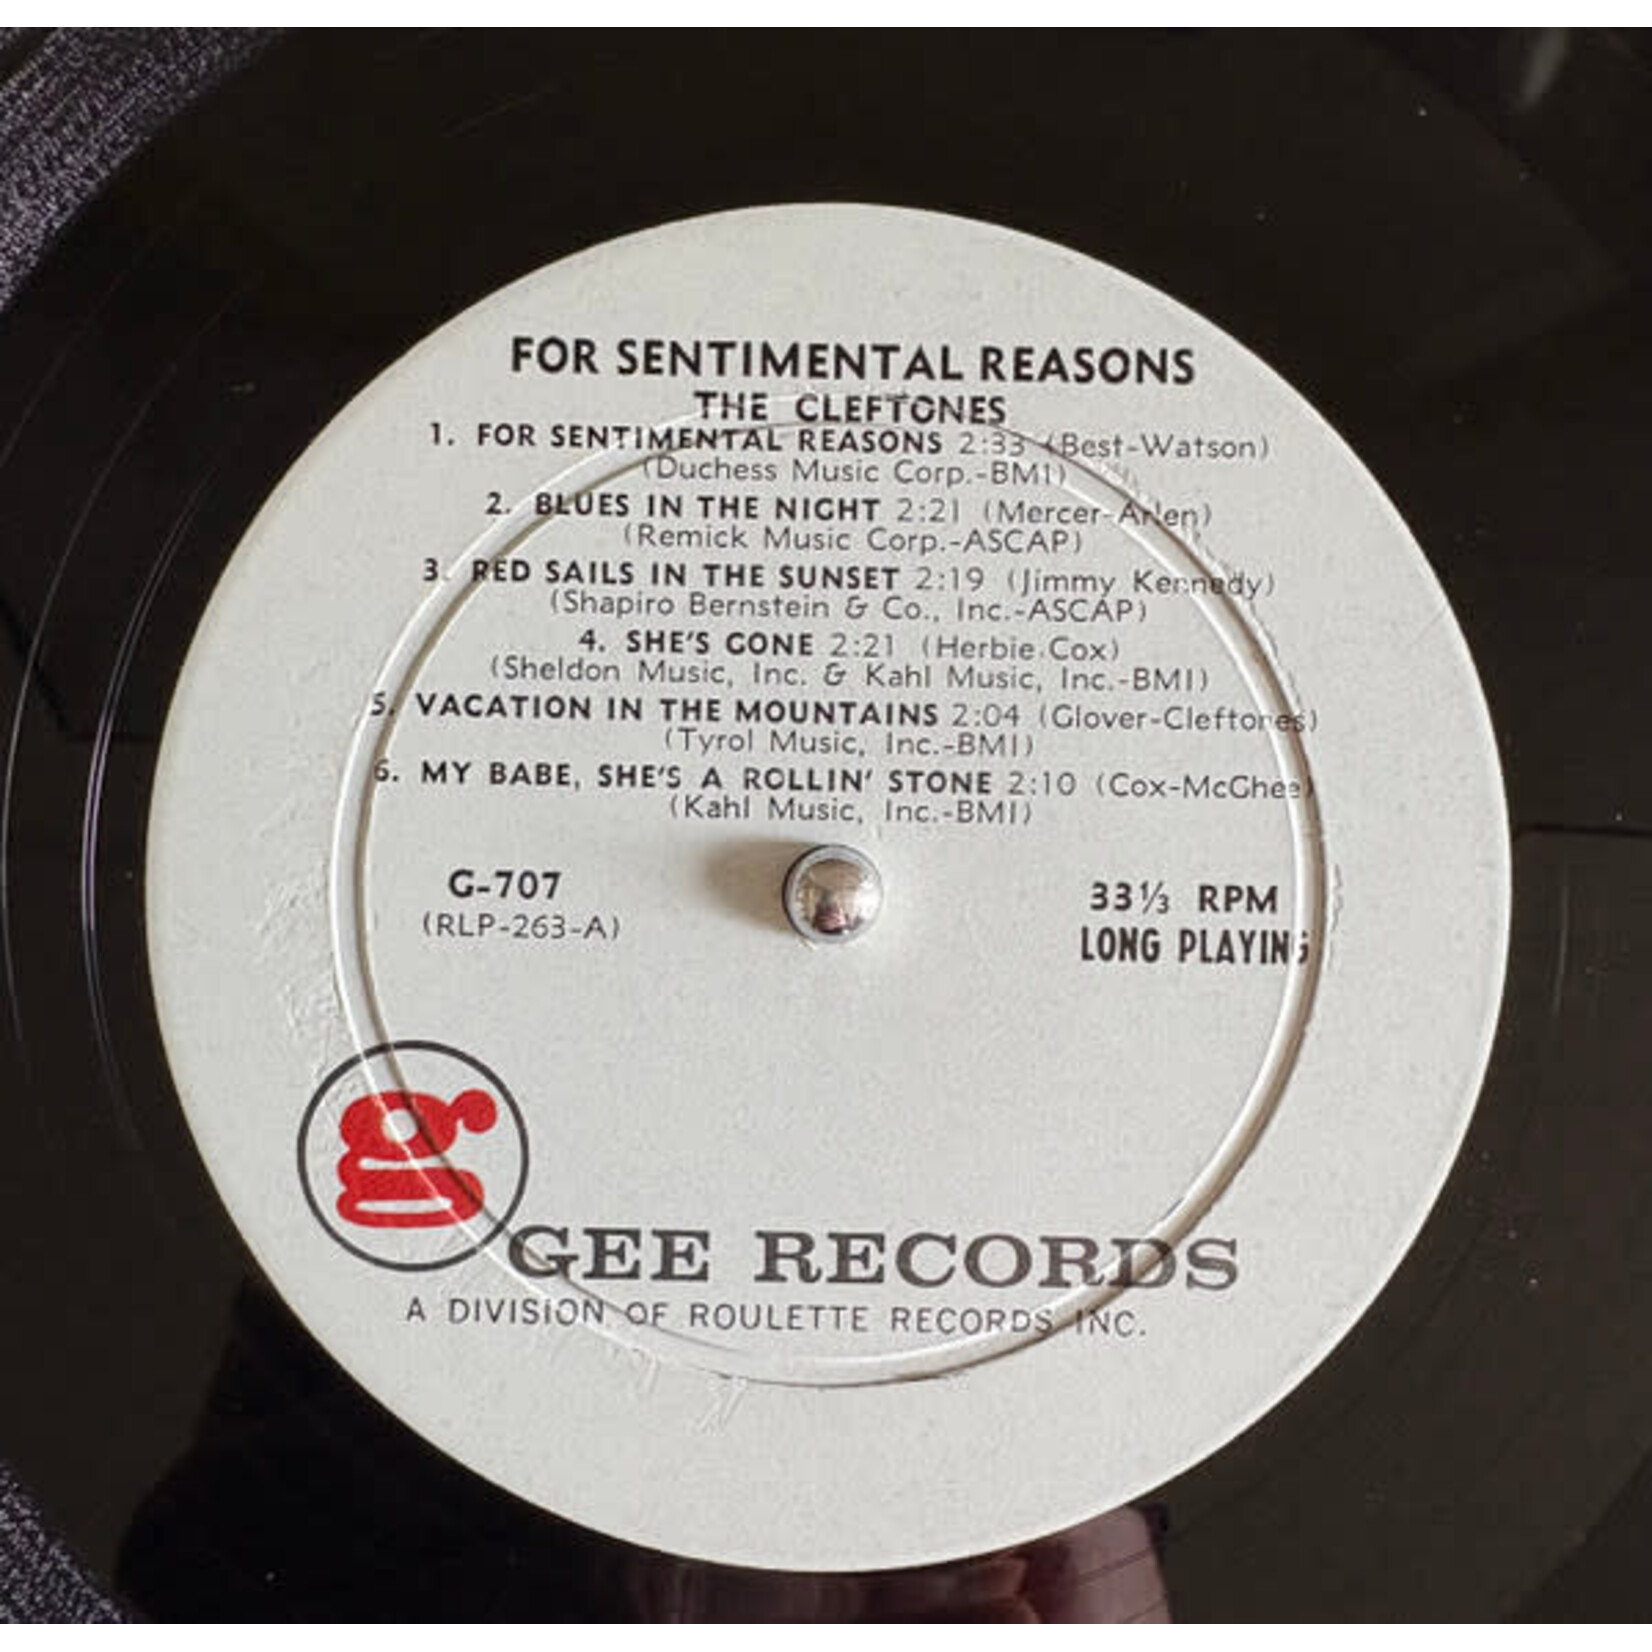 FOR SENTIMENTAL REASONS
THE CLEFTONES
1. FOR SENTIMENTAL REASONS 2:33 (Best-Watson)
(Duchess Music Corp.-BMI)
2. BLUES IN THE NIGHT 2:21 (Mercer-Arlen)
(Remick Music Corp.-ASCAP)
3. RED SAILS IN THE SUNSET 2:19 (Jimmy Kennedy)
(Shapiro Bernstein & Co., Inc.-ASCAP)
4. SHE'S GONE 2:21 (Herbie Cox)
(Sheldon Music, Inc. & Kahl Music, Inc.-BMI)
5. VACATION IN THE MOUNTAINS 2:04 (Glover-Cleftones)
(Tyrol Music, Inc.-BMI)
6. MY BABE, SHE'S A ROLLIN' STONE 2:10 (Cox-McGhee)
(Kahl Music, Inc.-BMI)
G-707
(RLP-263-A)
33⅓ RPM
LONG PLAYING
g
GEE RECORDS
A DIVISION OF ROULETTE RECORDS INC.